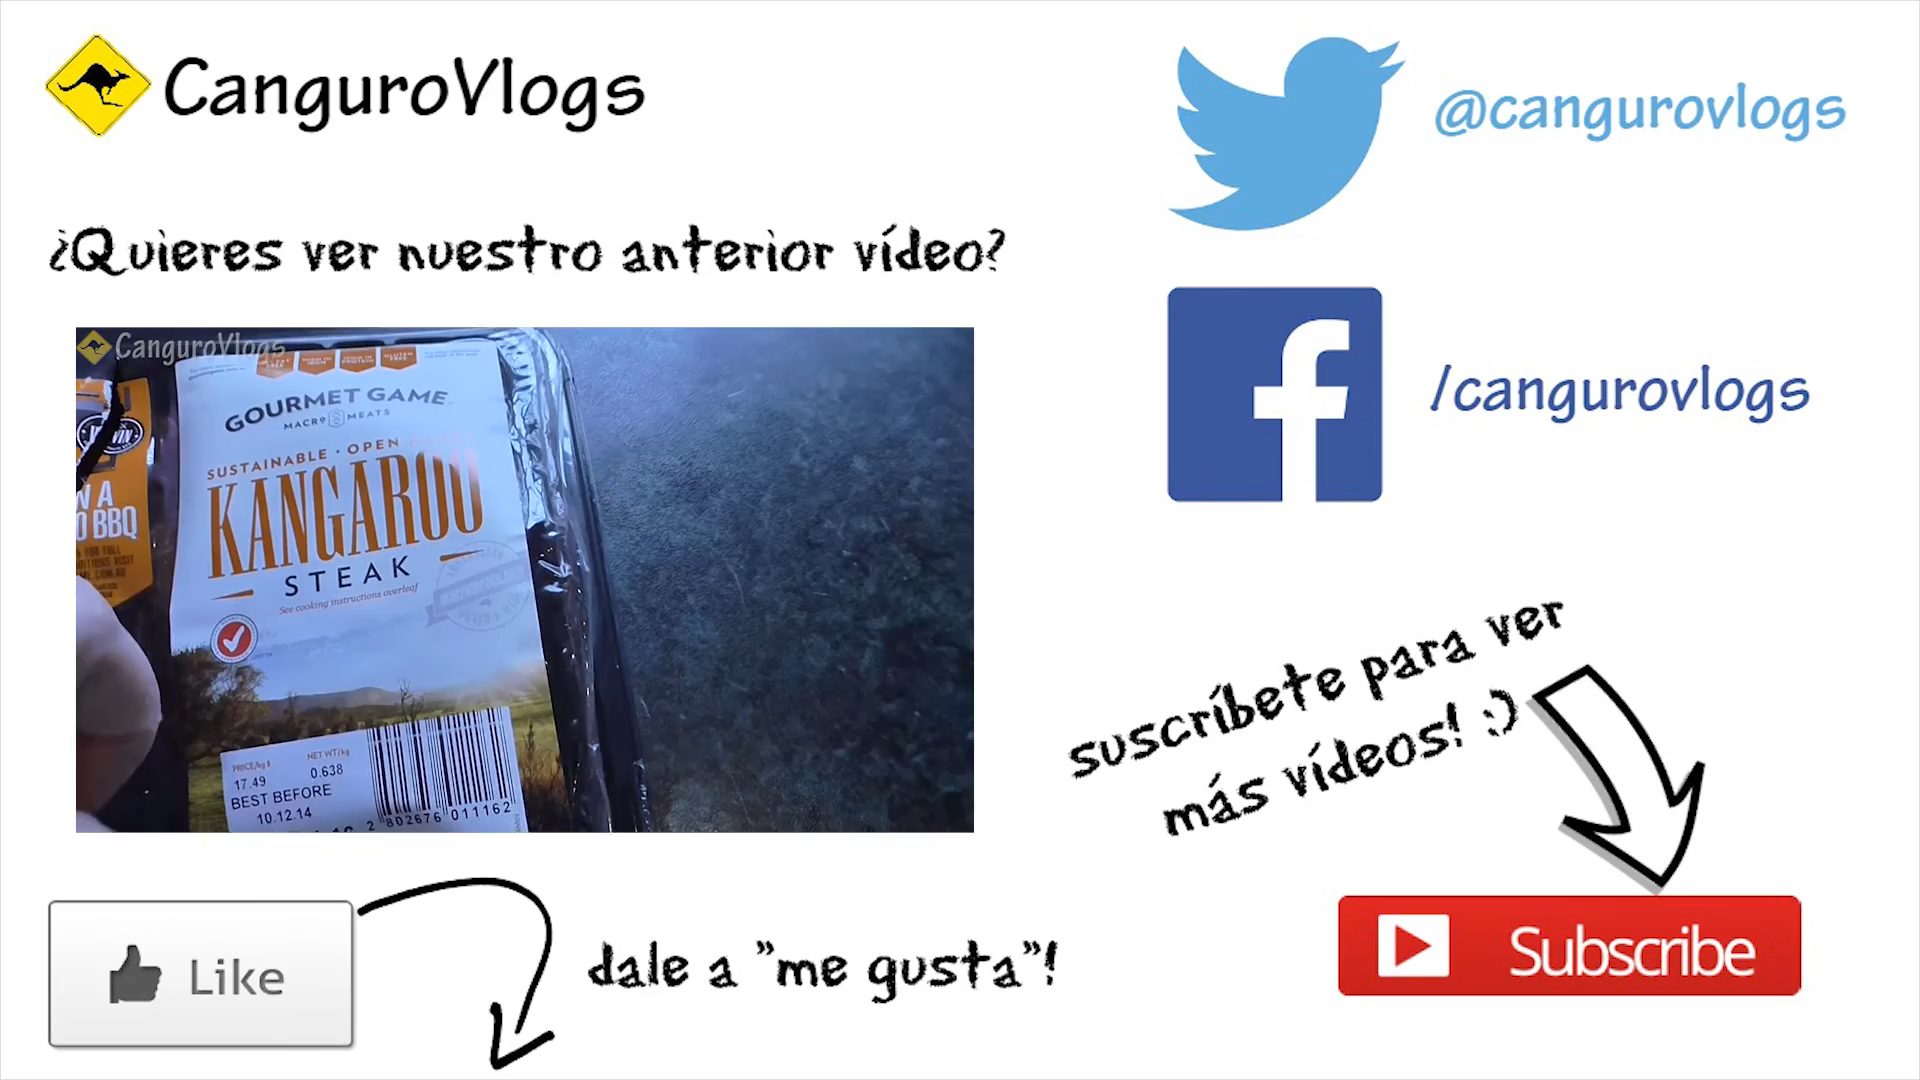 CanguroVlogs
@cangurovlogs
¿Quieres ver nuestro anterior vídeo?
/cangurovlogs
CanguroVlogs
GOURMET GAME
MACRO MEATS
SUSTAINABLE · OPEN
KANGAROO
STEAK
See cooking instructions overleaf
W A
BBQ
PRICE/kg $
NET WT/kg
17.49
0.638
BEST BEFORE
10.12.14
2 802676 011162
suscríbete para ver
más vídeos! :)
Subscribe
Like
dale a "me gusta"!